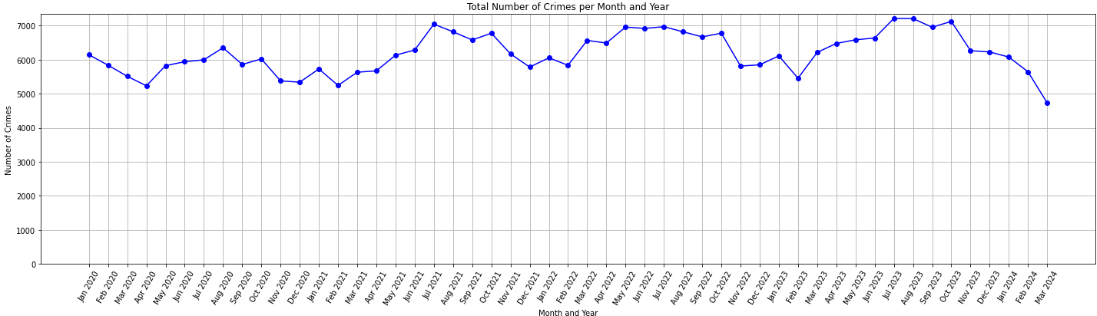 Total Number of Crimes per Month and Year
Number of Crimes
7000
6000
5000
4000
3000
2000
1000
0
Jan 2020
Feb 2020
Mar 2020
Apr 2020
May 2020
Jun 2020
Jul 2020
Aug 2020
Sep 2020
Oct 2020
Nov 2020
Dec 2020
Jan 2021
Feb 2021
Mar 2021
Apr 2021
May 2021
Jun 2021
Jul 2021
Aug 2021
Sep 2021
Oct 2021
Nov 2021
Dec 2021
Jan 2022
Feb 2022
Mar 2022
Apr 2022
May 2022
Jun 2022
Jul 2022
Aug 2022
Sep 2022
Oct 2022
Nov 2022
Dec 2022
Jan 2023
Feb 2023
Mar 2023
Apr 2023
May 2023
Jun 2023
Jul 2023
Aug 2023
Sep 2023
Oct 2023
Nov 2023
Dec 2023
Jan 2024
Feb 2024
Mar 2024
Month and Year